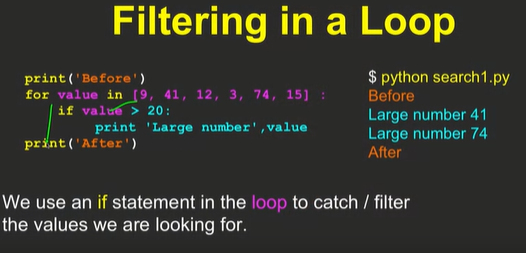 Filtering in a Loop
print('Before')
for value in [9, 41, 12, 3, 74, 15] :
if value > 20:
print 'Large number',value
print('After')
$ python search1.py
Before
Large number 41
Large number 74
After
We use an if statement in the loop to catch / filter
the values we are looking for.